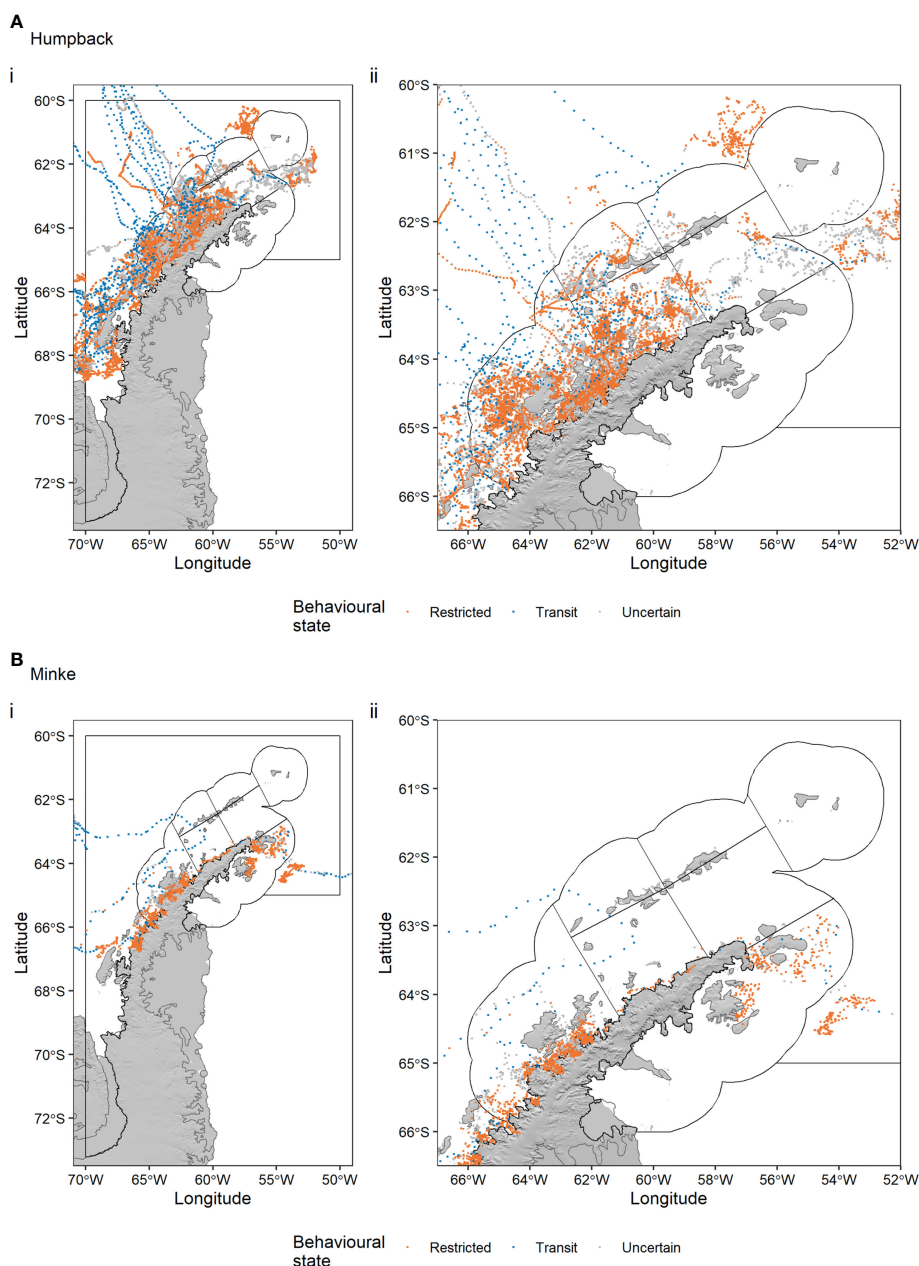 A
Humpback
i
ii
60°S
62°S
64°S
66°S
68°S
70°S
72°S
Latitude
70°W 65°W 60°W 55°W 50°W
Longitude
60°S
61°S
62°S
63°S
64°S
65°S
66°S
Latitude
66°W 64°W 62°W 60°W 58°W 56°W 54°W 52°W
Longitude
Behavioural
state
Restricted Transit Uncertain
B
Minke
i
ii
60°S
62°S
64°S
66°S
68°S
70°S
72°S
Latitude
70°W 65°W 60°W 55°W 50°W
Longitude
60°S
61°S
62°S
63°S
64°S
65°S
66°S
Latitude
66°W 64°W 62°W 60°W 58°W 56°W 54°W 52°W
Longitude
Behavioural
state
Restricted Transit Uncertain